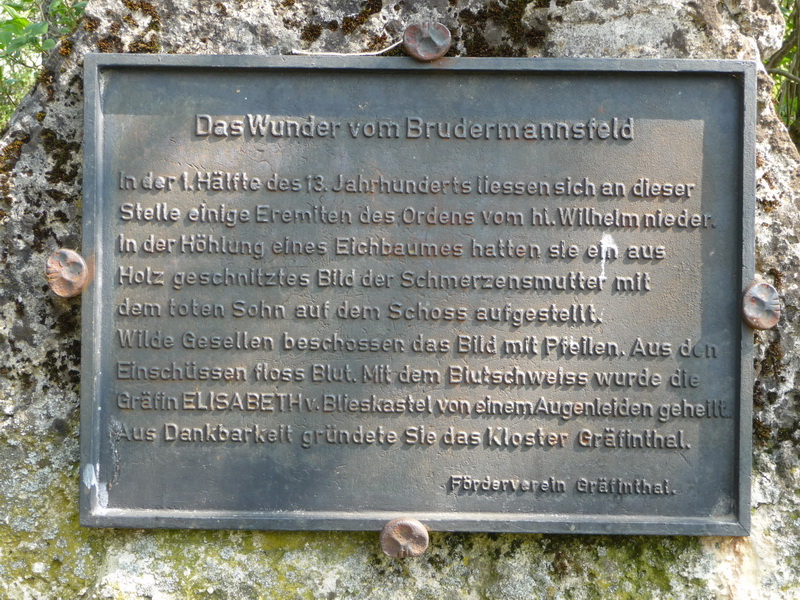 Das Wunder vom Brudermannsfeld
In der 1. Hälfte des 13. Jahrhunderts liessen sich an dieser
Stelle einige Eremiten des Ordens vom hl. Wilhelm nieder.
In der Höhlung eines Eichbaumes hatten sie ein aus
Holz geschnitztes Bild der Schmerzensmutter mit
dem toten Sohn auf dem Schoss aufgestellt.
Wilde Gesellen beschossen das Bild mit Pfeilen. Aus den
Einschüssen floss Blut. Mit dem Blutschweiss wurde die
Gräfin ELISABETH v. Blieskastel von einem Augenleiden geheilt.
Aus Dankbarkeit gründete Sie das Kloster Gräfinthal.
Förderverein Gräfinthal.